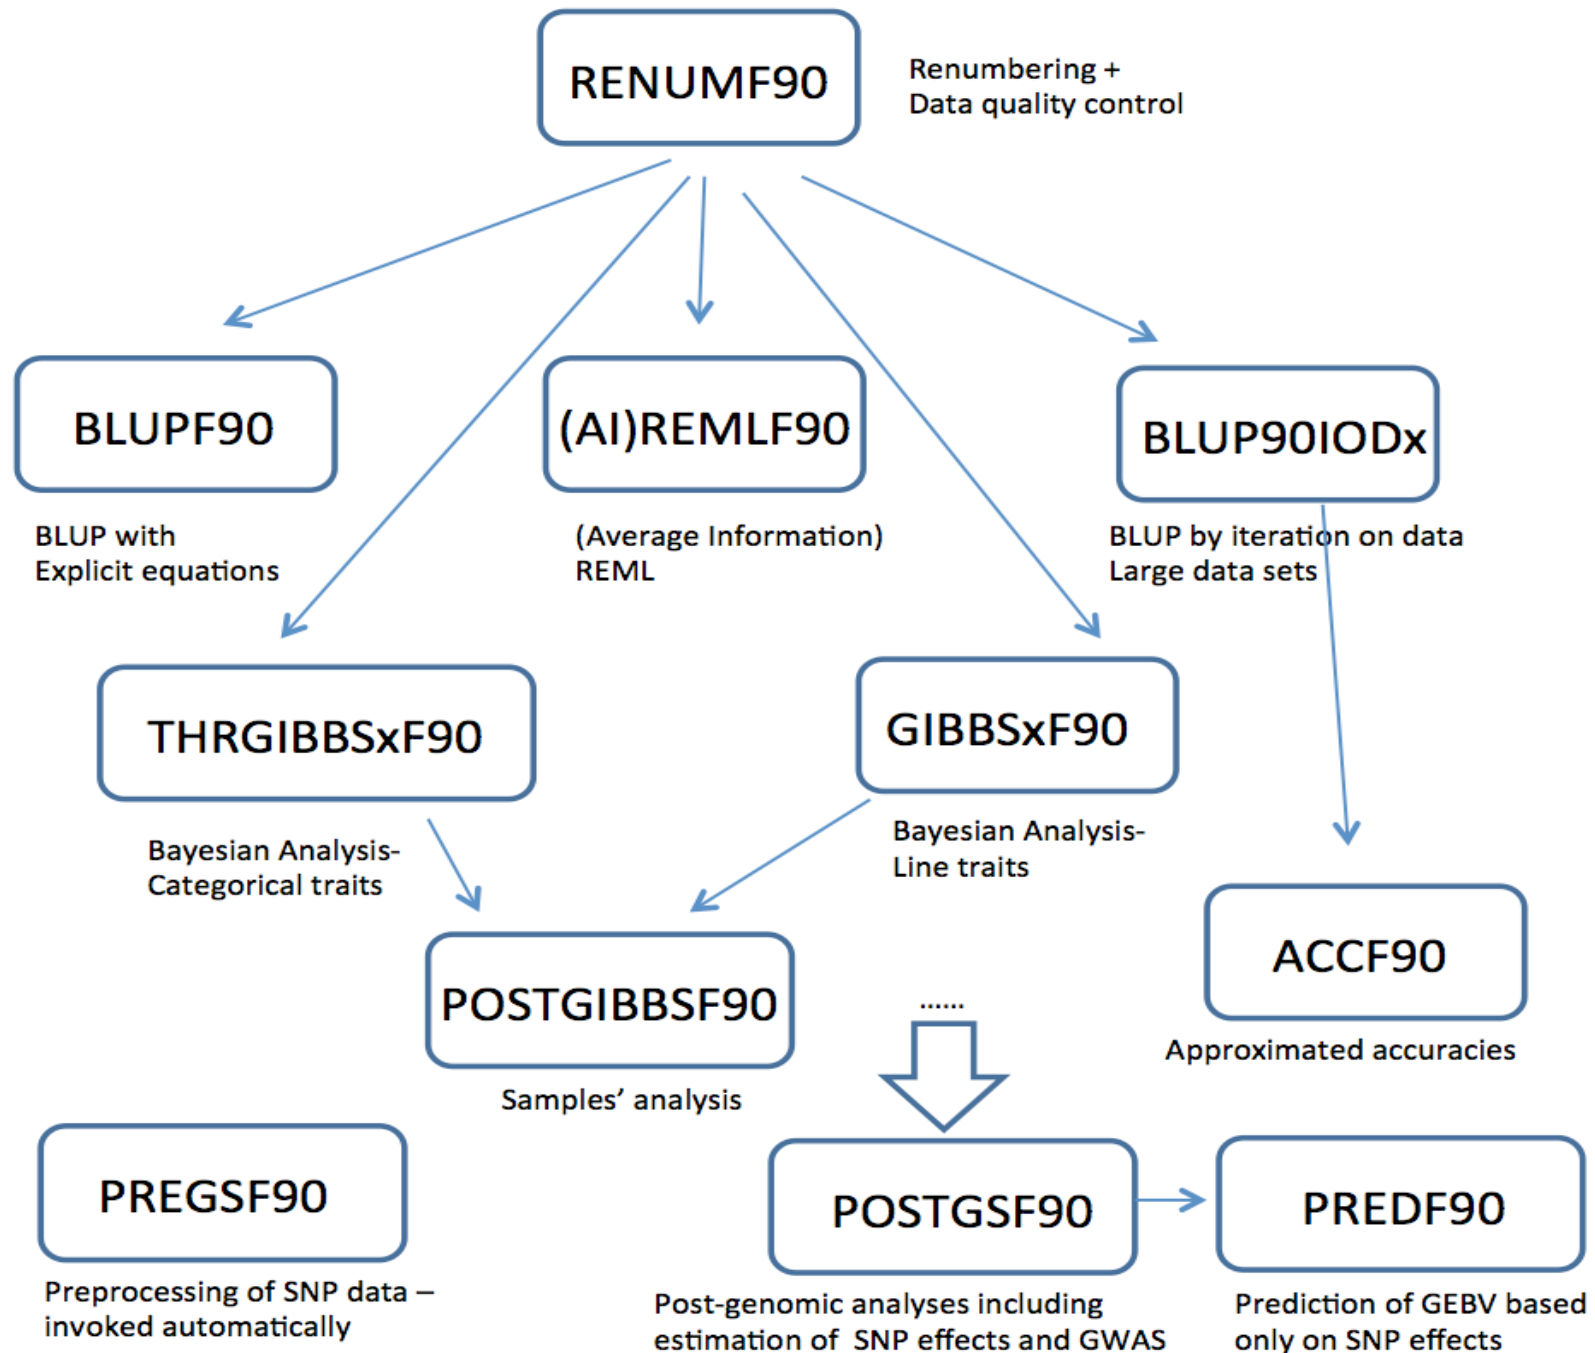 RENUMF90
Renumbering +
Data quality control
BLUPF90
(AI)REMLF90
BLUP90IODx
BLUP with
Explicit equations
(Average Information)
REML
BLUP by iteration on data
Large data sets
THRGIBBSxF90
GIBBSxF90
Bayesian Analysis-
Categorical traits
Bayesian Analysis-
Line traits
POSTGIBBSF90
Samples’ analysis
......
ACCF90
Approximated accuracies
PREGSF90
Preprocessing of SNP data –
invoked automatically
POSTGSF90
Post-genomic analyses including
estimation of  SNP effects and GWAS
PREDF90
Prediction of GEBV based
only on SNP effects